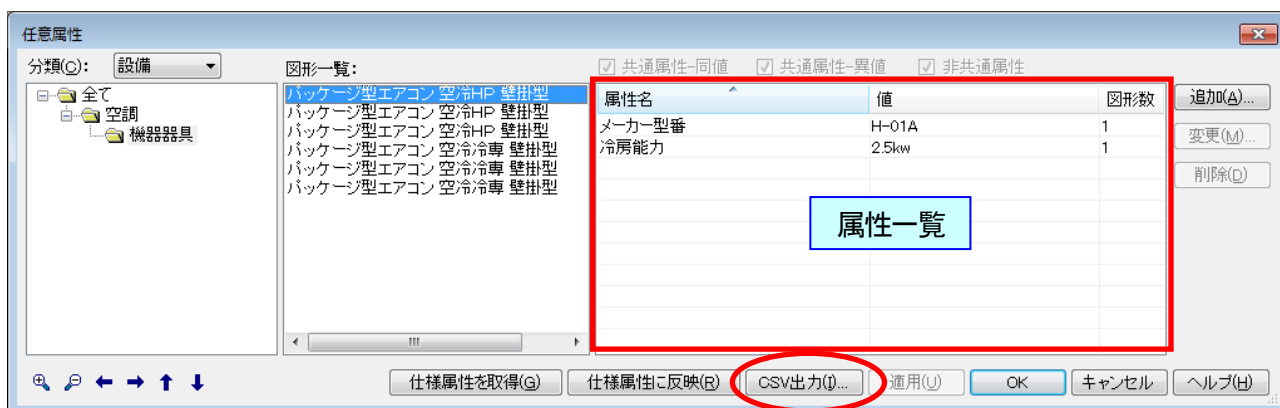 任意属性
分類(C): 設備
図形一覧:
共通属性-同値 共通属性-異値 非共通属性
全て
空調
機器器具
パッケージ型エアコン 空冷HP 壁掛型
パッケージ型エアコン 空冷HP 壁掛型
パッケージ型エアコン 空冷HP 壁掛型
パッケージ型エアコン 空冷冷専 壁掛型
パッケージ型エアコン 空冷冷専 壁掛型
パッケージ型エアコン 空冷冷専 壁掛型
属性名 値 図形数
メーカー型番 H-01A 1
冷房能力 2.5kw 1
属性一覧
追加(A)...
変更(M)...
削除(D)
仕様属性を取得(G) 仕様属性に反映(R) CSV出力(I)... 適用(U) OK キャンセル ヘルプ(H)